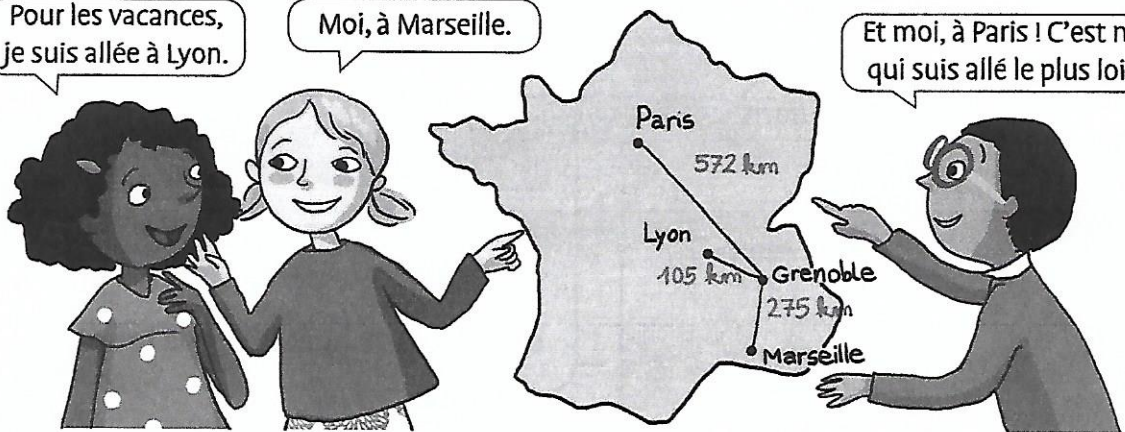 Pour les vacances,
je suis allée à Lyon.
Moi, à Marseille.
Et moi, à Paris ! C'est
qui suis allé le plus
Paris
572 km
Lyon
105 km
Grenoble
275 km
Marseille